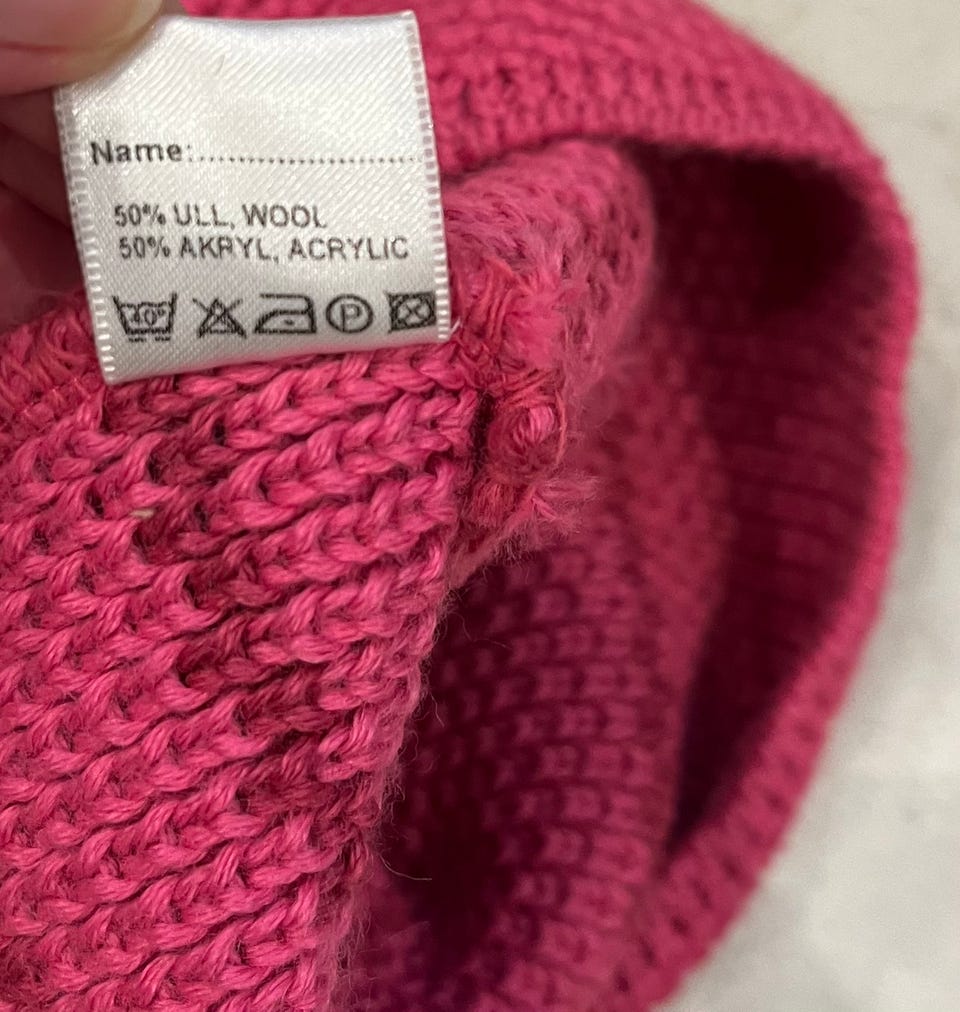 Name:........................
50% ULL, WOOL
50% AKRYL, ACRYLIC
40° P